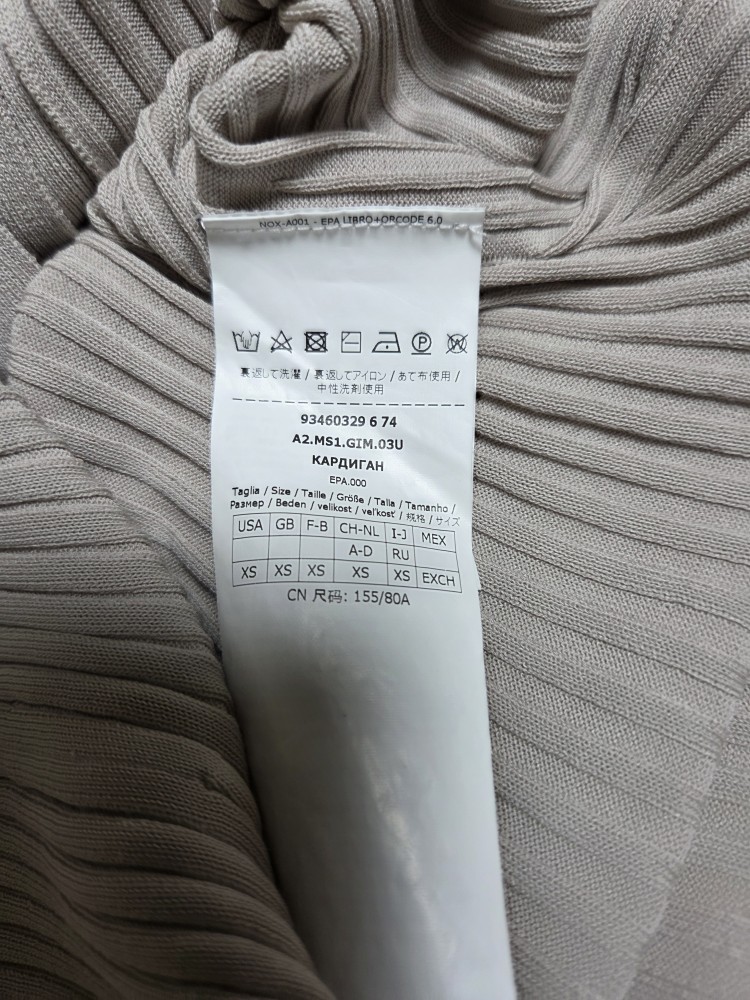 NOX-A001 - EPA LIBRO+QRCODE 6.0
裏返して洗濯 / 裏返してアイロン / あて布使用 /
中性洗剤使用
93460329 6 74
A2.MS1.GIM.03U
КАРДИГАН
EPA.000
Taglia / Size / Taille / Größe / Talla / Tamanho /
Размер / Beden / velikost / veľkosť / 規格 / サイズ
USA GB F-B CH-NL I-J MEX
A-D RU
XS XS XS XS XS EXCH
CN 尺码: 155/80A